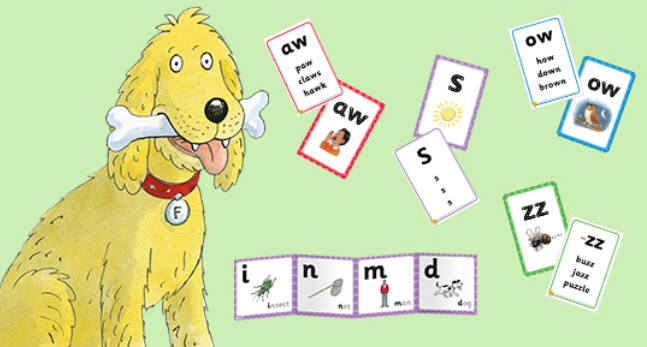 aw
paw
claws
hawk
aw
s
s
s
s
s
ow
how
down
brown
ow
zz
-zz
buzz
jazz
puzzle
F
i
insect
n
net
m
man
d
dog